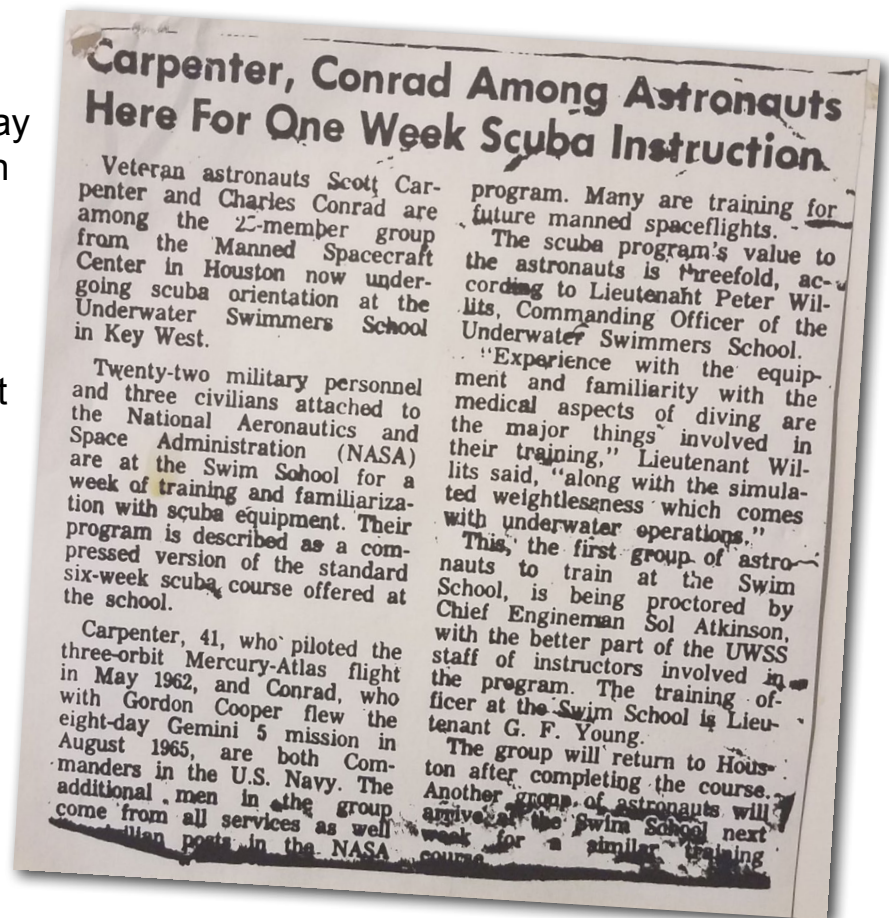 ay
t
Carpenter, Conrad Among Astronauts
Here For One Week Scuba Instruction
Veteran astronauts Scott Car-
penter and Charles Conrad are
among the -member group
from the Manned Spacecraft
Center in Houston now under-
going scuba orientation at the
Underwater Swimmers School
in Key West.
Twenty-two military personnel
and three civilians attached to
the National Aeronautics and
Space Administration (NASA)
are at the Swim School for a
week of training and familiariza-
tion with scuba equipment. Their
program is described as a com-
pressed version of the standard
six-week scuba course offered at
the school.
Carpenter, 41, who piloted the
three-orbit Mercury-Atlas flight
in May 1962, and Conrad, who
with Gordon Cooper flew the
eight-day Gemini 5 mission in
August 1965, are both Com-
manders in the U.S. Navy. The
additional men in the group
come from all services as well
posts in the NASA
program. Many are training for
future manned spaceflights.
The scuba program's value to
the astronauts is threefold, ac-
cording to Lieutenant Peter Wil-
lits, Commanding Officer of the
Underwater Swimmers School.
"Experience with the equip-
ment and familiarity with the
medical aspects of diving are
the major things involved in
their training," Lieutenant Wil-
lits said, "along with the simula-
ted weightlessness which comes
with underwater operations."
This, the first group of astro-
nauts to train at the Swim
School, is being proctored by
Chief Engineman Sol Atkinson,
with the better part of the UWSS
staff of instructors involved in
the program. The training of-
ficer at the Swim School is Lieu-
tenant G. F. Young.
The group will return to Hous-
ton after completing the course.
Another group of astronauts will
arrive at the Swim School next
week for a similar training
course.